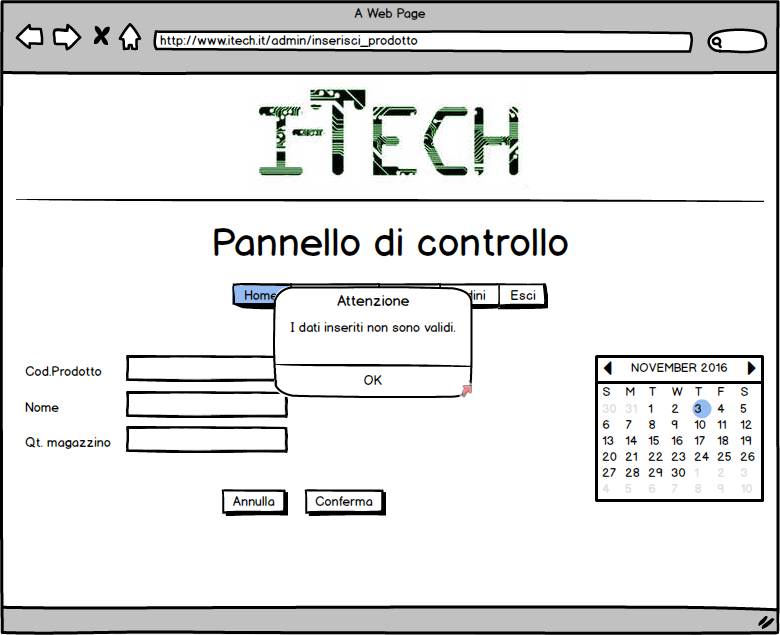 A Web Page
http://www.itech.it/admin/inserisci_prodotto
I-TECH
Pannello di controllo
Home Esci
Attenzione
I dati inseriti non sono validi.
OK
Cod.Prodotto
Nome
Qt. magazzino
Annulla Conferma
NOVEMBER 2016
S M T W T F S
30 31 1 2 3 4 5
6 7 8 9 10 11 12
13 14 15 16 17 18 19
20 21 22 23 24 25 26
27 28 29 30 1 2 3
4 5 6 7 8 9 10